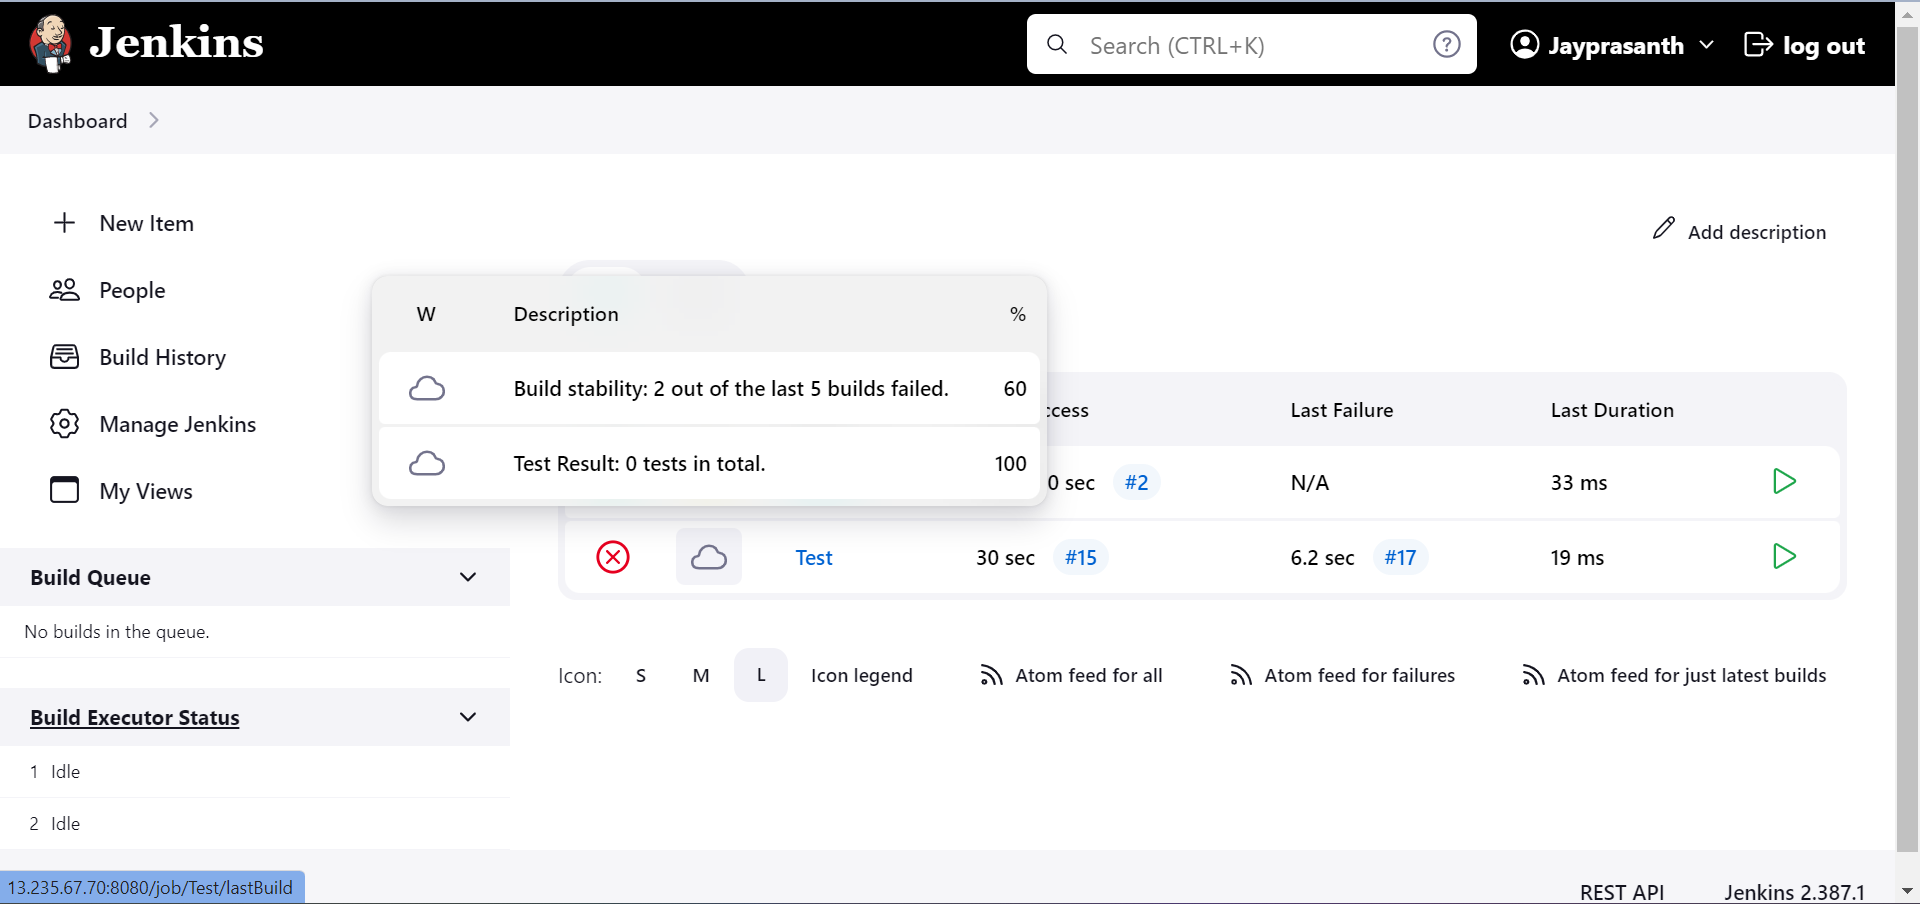 Jenkins
Search (CTRL+K)
Jayprasanth
log out
Dashboard
New Item
People
Build History
Manage Jenkins
My Views
Add description
W Description %
Build stability: 2 out of the last 5 builds failed. 60
Test Result: 0 tests in total. 100
Last Failure Last Duration
0 sec #2 N/A 33 ms
Test 30 sec #15 6.2 sec #17 19 ms
Build Queue
No builds in the queue.
Build Executor Status
1 Idle
2 Idle
Icon: S M L Icon legend Atom feed for all Atom feed for failures Atom feed for just latest builds
13.235.67.70:8080/job/Test/lastBuild
REST API Jenkins 2.387.1